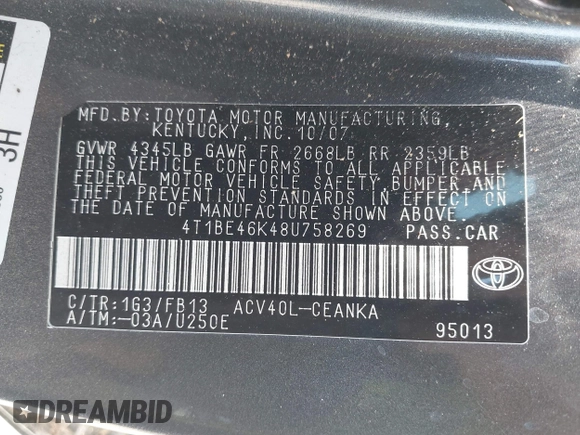 MFD.BY:TOYOTA MOTOR MANUFACTURING,
KENTUCKY, INC. 10/07
GVWR 4345LB GAWR FR 2668LB RR 2359LB
THIS VEHICLE CONFORMS TO ALL APPLICABLE
FEDERAL MOTOR VEHICLE SAFETY,BUMPER,AND
THEFT PREVENTION STANDARDS IN EFFECT ON
THE DATE OF MANUFACTURE SHOWN ABOVE.
4T1BE46K48U758269 PASS.CAR
C/TR:1G3/FB13 ACV40L-CEANKA
A/TM:-03A/U250E 95013
3H
DREAMBID